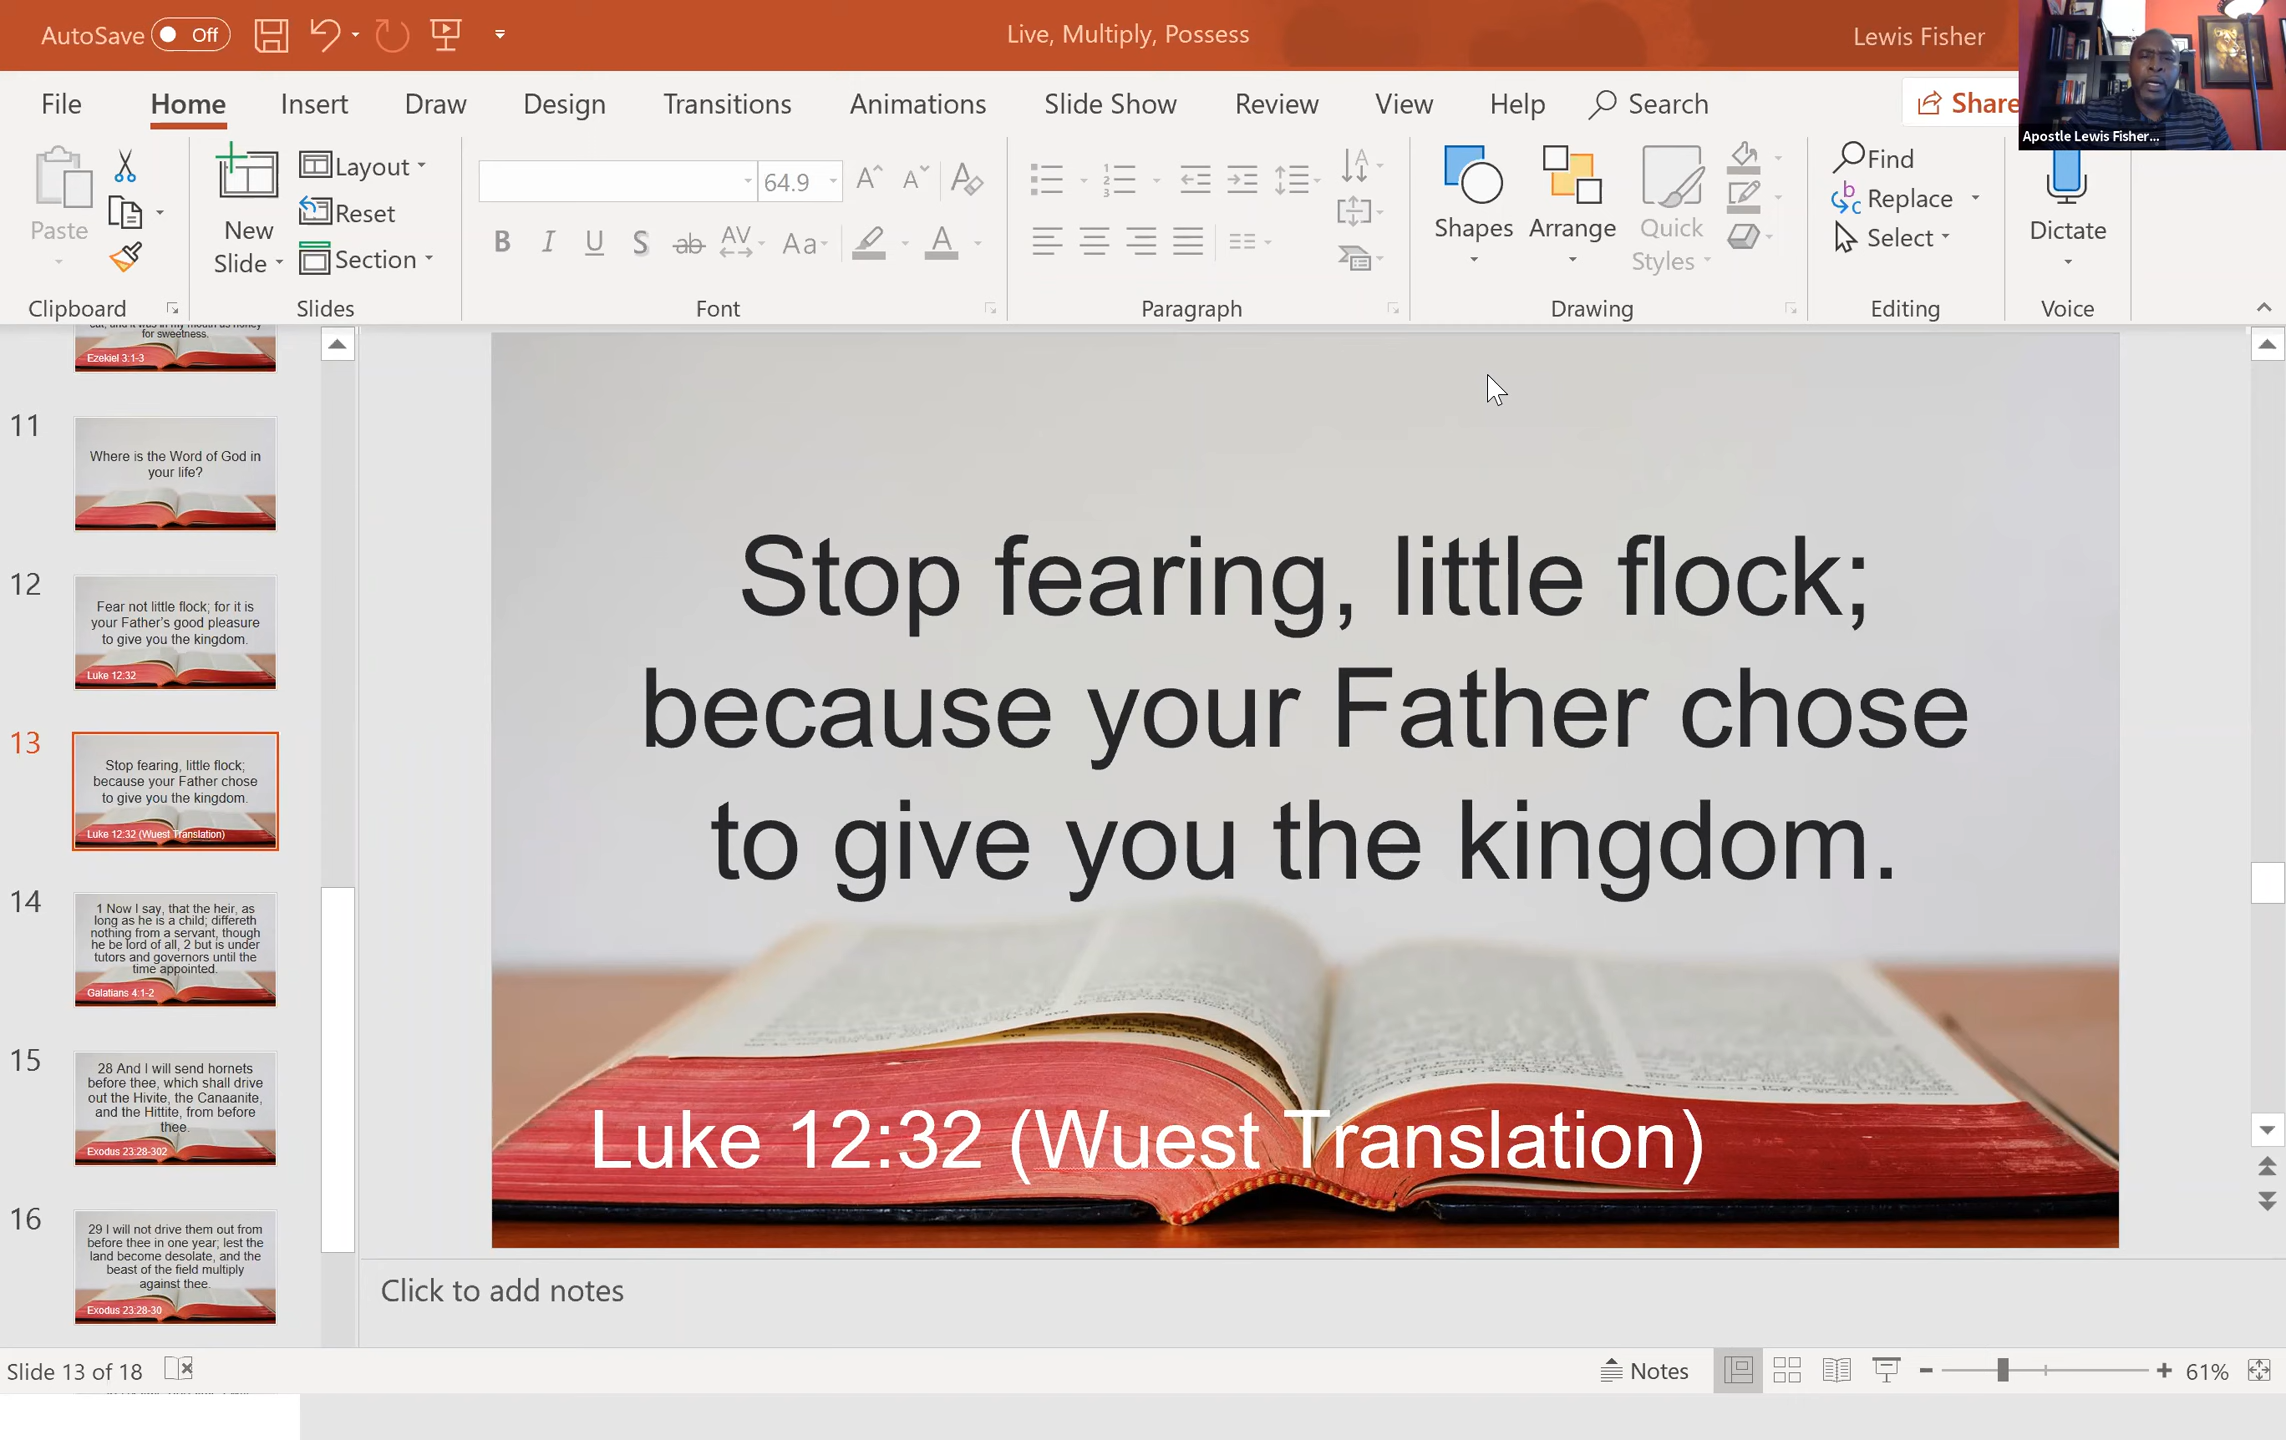 AutoSave Off
Live, Multiply, Possess
Lewis Fisher
Apostle Lewis Fisher...
File Home Insert Draw Design Transitions Animations Slide Show Review View Help Search Share
Paste
Clipboard
New
Slide
Layout
Reset
Section
Slides
64.9
B I U S ab AV Aa A
Font
Paragraph
Shapes
Arrange
Quick
Styles
Drawing
Find
Replace
Select
Editing
Dictate
Voice
for sweetness.
Ezekiel 3:1-3
11
Where is the Word of God in
your life?
12
Fear not little flock; for it is
your Father's good pleasure
to give you the kingdom.
Luke 12:32
13
Stop fearing, little flock;
because your Father chose
to give you the kingdom.
Luke 12:32 (Wuest Translation)
14
1 Now I say, that the heir, as
long as he is a child; differeth
nothing from a servant, though
he be lord of all, 2 but is under
tutors and governors until the
time appointed.
Galatians 4:1-2
15
28 And I will send hornets
before thee, which shall drive
out the Hivite, the Canaanite,
and the Hittite, from before
thee.
Exodus 23:28-302
16
29 I will not drive them out from
before thee in one year; lest the
land become desolate, and the
beast of the field multiply
against thee.
Exodus 23:28-30
Stop fearing, little flock;
because your Father chose
to give you the kingdom.
Luke 12:32 (Wuest Translation)
Click to add notes
Slide 13 of 18
Notes
61%